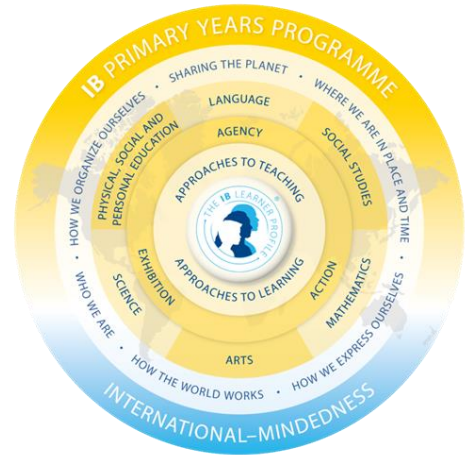 IB PRIMARY YEARS PROGRAMME
SHARING THE PLANET
WHERE WE ARE IN PLACE AND TIME
HOW WE EXPRESS OURSELVES
HOW THE WORLD WORKS
WHO WE ARE
HOW WE ORGANIZE OURSELVES
LANGUAGE
SOCIAL STUDIES
MATHEMATICS
ARTS
SCIENCE
PHYSICAL, SOCIAL AND
PERSONAL EDUCATION
AGENCY
ACTION
EXHIBITION
APPROACHES TO TEACHING
THE IB LEARNER PROFILE ®
APPROACHES TO LEARNING
INTERNATIONAL–MINDEDNESS